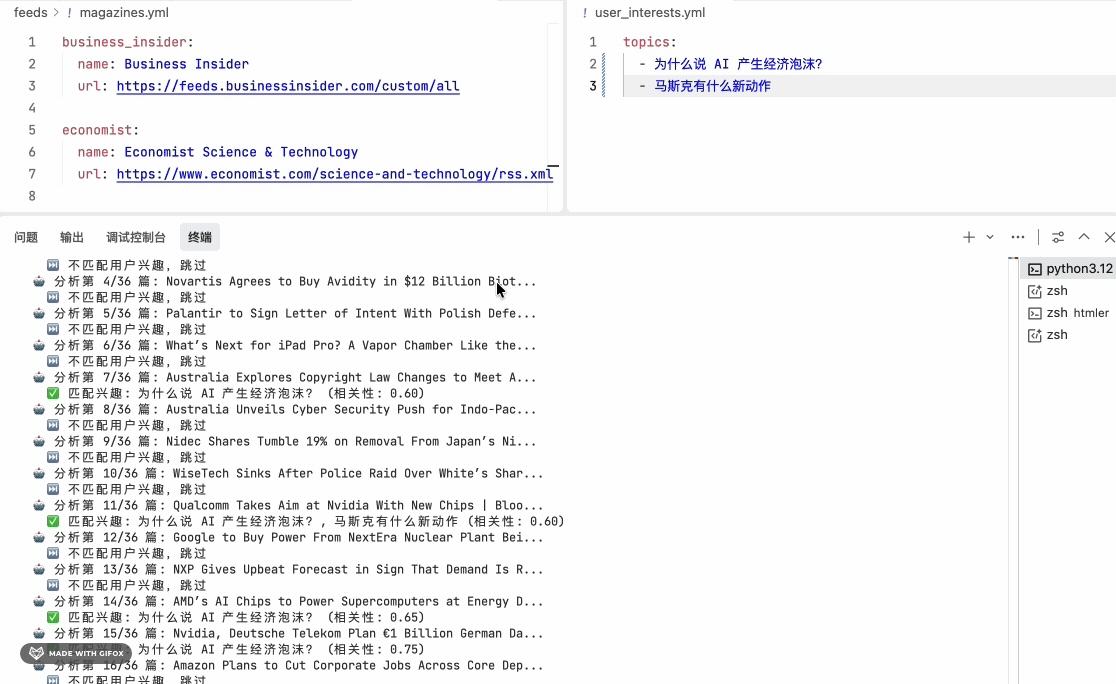 feeds > ! magazines.yml
1 business_insider:
2 name: Business Insider
3 url: https://feeds.businessinsider.com/custom/all
4
5 economist:
6 name: Economist Science & Technology
7 url: https://www.economist.com/science-and-technology/rss.xml
8
! user_interests.yml
1 topics:
2 - 为什么说 AI 产生经济泡沫?
3 - 马斯克有什么新动作
问题 输出 调试控制台 终端
python3.12
zsh
zsh htmler
zsh
不匹配用户兴趣, 跳过
分析第 4/36 篇: Novartis Agrees to Buy Avidity in $12 Billion Biot...
不匹配用户兴趣, 跳过
分析第 5/36 篇: Palantir to Sign Letter of Intent With Polish Defe...
不匹配用户兴趣, 跳过
分析第 6/36 篇: What’s Next for iPad Pro? A Vapor Chamber Like the...
不匹配用户兴趣, 跳过
分析第 7/36 篇: Australia Explores Copyright Law Changes to Meet A...
匹配兴趣: 为什么说 AI 产生经济泡沫? (相关性: 0.60)
分析第 8/36 篇: Australia Unveils Cyber Security Push for Indo-Pac...
不匹配用户兴趣, 跳过
分析第 9/36 篇: Nidec Shares Tumble 19% on Removal From Japan’s Ni...
不匹配用户兴趣, 跳过
分析第 10/36 篇: WiseTech Sinks After Police Raid Over White’s Shar...
不匹配用户兴趣, 跳过
分析第 11/36 篇: Qualcomm Takes Aim at Nvidia With New Chips | Bloo...
匹配兴趣: 为什么说 AI 产生经济泡沫? , 马斯克有什么新动作 (相关性: 0.60)
分析第 12/36 篇: Google to Buy Power From NextEra Nuclear Plant Bei...
不匹配用户兴趣, 跳过
分析第 13/36 篇: NXP Gives Upbeat Forecast in Sign That Demand Is R...
不匹配用户兴趣, 跳过
分析第 14/36 篇: AMD’s AI Chips to Power Supercomputers at Energy D...
匹配兴趣: 为什么说 AI 产生经济泡沫? (相关性: 0.65)
分析第 15/36 篇: Nvidia, Deutsche Telekom Plan €1 Billion German Da...
为什么说 AI 产生经济泡沫? (相关性: 0.75)
16/36 篇: Amazon Plans to Cut Corporate Jobs Across Core Dep...
不匹配用户兴趣, 跳过
MADE WITH GIFOX